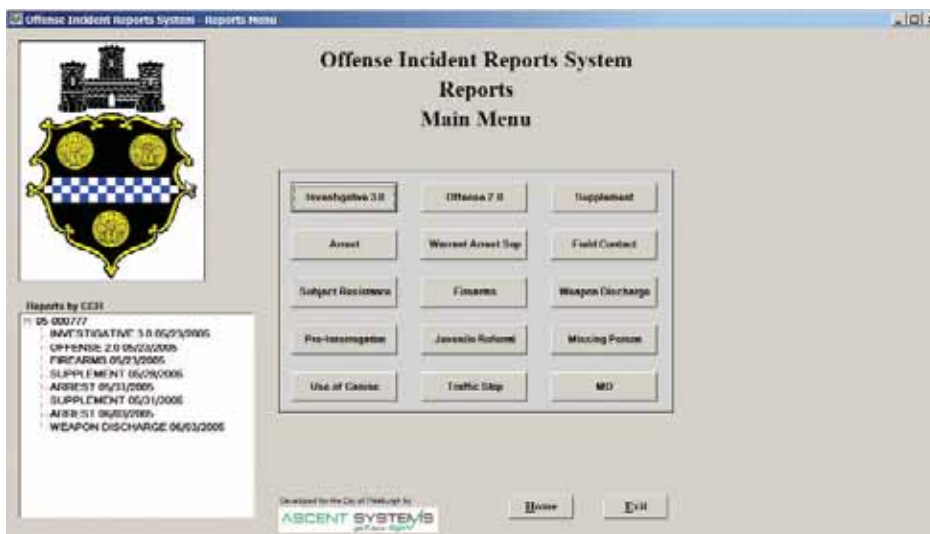 Offense Incident Reports System - Reports Menu
Offense Incident Reports System
Reports
Main Menu
Investigative 3.0 Offense 2.0 Supplement
Arrest Warrant Arrest Sup Field Contact
Subject Resistance Firearms Weapon Discharge
Pre-Interrogation Juvenile Referral Missing Person
Use of Canine Traffic Stop MO
Reports by CCR
05-000777
INVESTIGATIVE 3.0 05/23/2005
OFFENSE 2.0 05/23/2005
FIREARMS 05/23/2005
SUPPLEMENT 05/28/2005
ARREST 05/31/2005
SUPPLEMENT 05/31/2005
ARREST 06/03/2005
WEAPON DISCHARGE 06/03/2005
Developed for the City of Pittsburgh by
ASCENT SYSTEMS
Home Exit